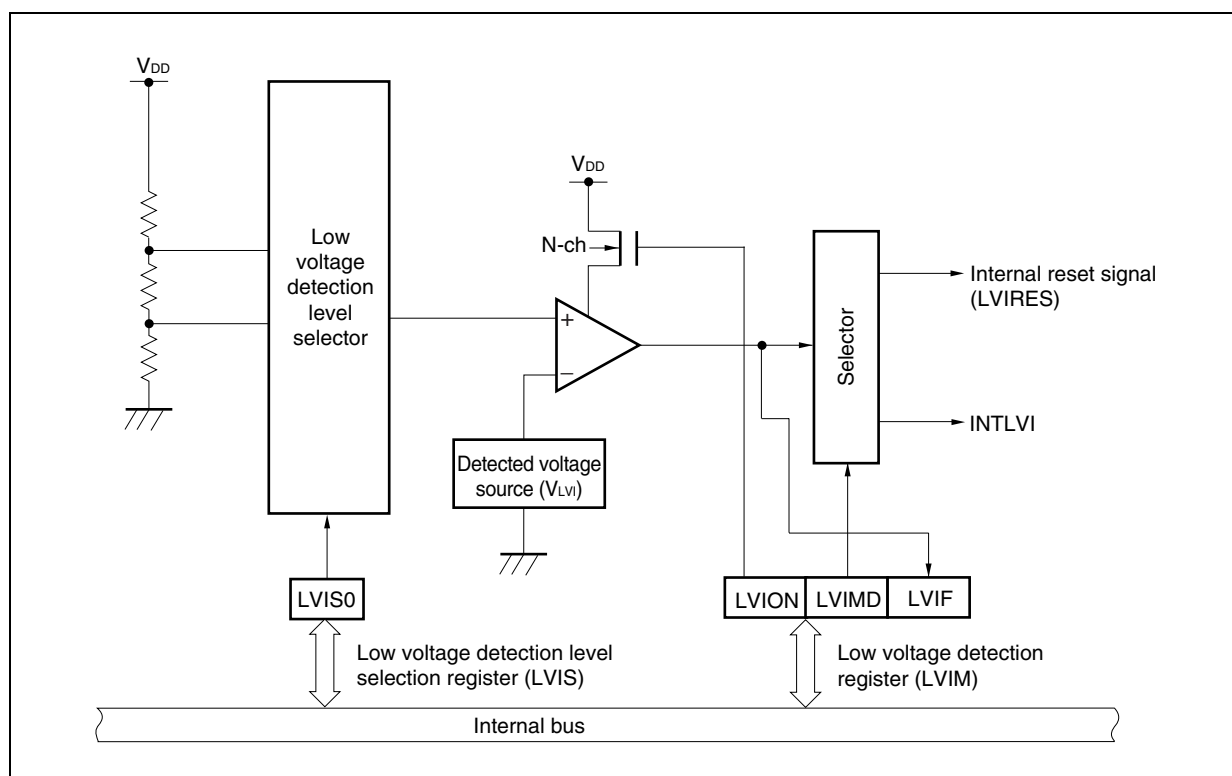 VDD
Low
voltage
detection
level
selector
VDD
N-ch
+
−
Detected voltage
source (VLVI)
Selector
Internal reset signal
(LVIRES)
INTLVI
LVIS0
LVION
LVIMD
LVIF
Low voltage detection level
selection register (LVIS)
Low voltage detection
register (LVIM)
Internal bus